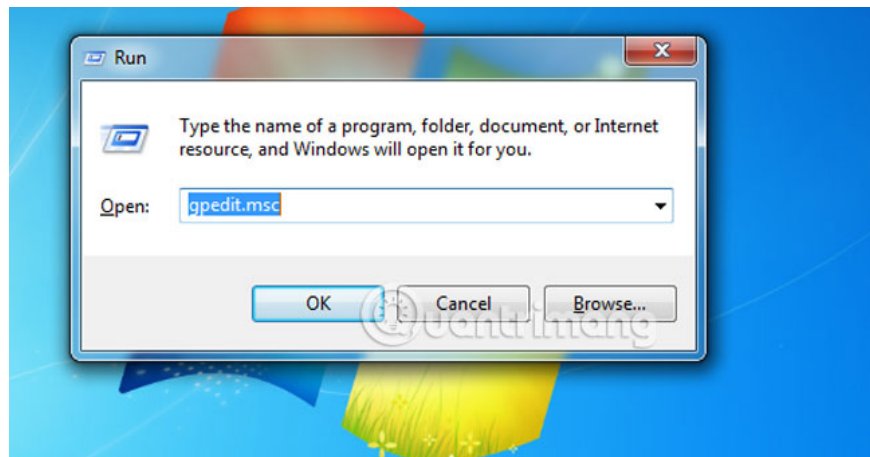 Run
Type the name of a program, folder, document, or Internet
resource, and Windows will open it for you.
Open: gpedit.msc
OK Cancel Browse...
Quantrimang